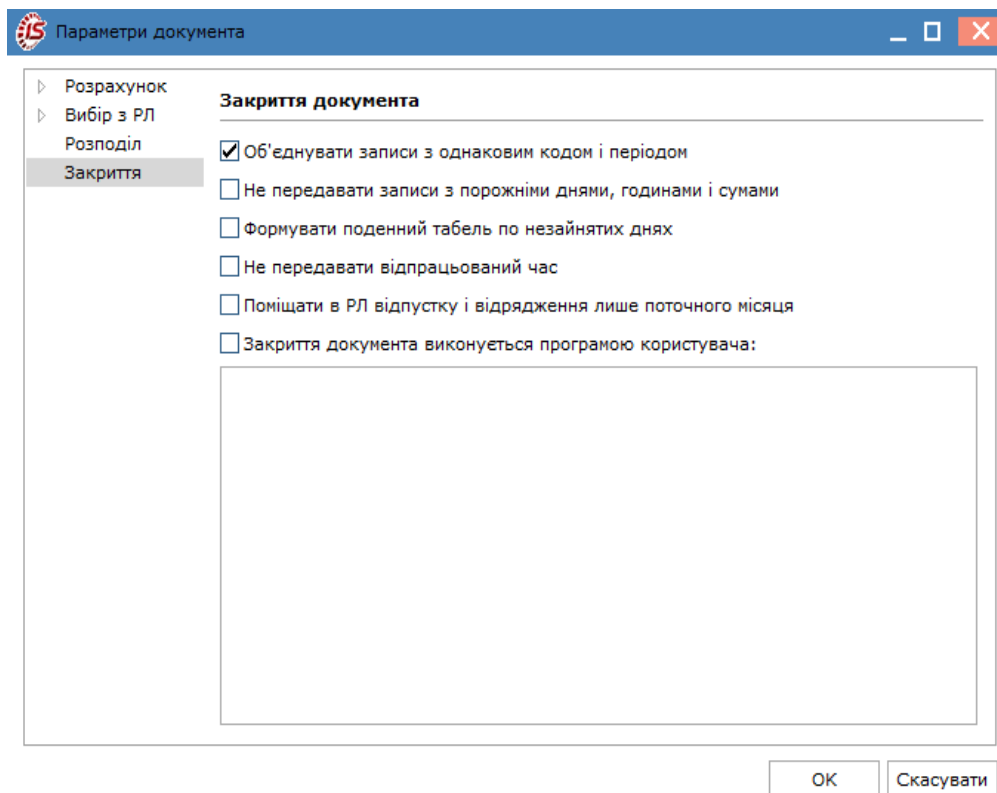 Параметри документа
Розрахунок
Вибір з РЛ
Розподіл
Закриття
Закриття документа
Об'єднувати записи з однаковим кодом і періодом
Не передавати записи з порожніми днями, годинами і сумами
Формувати поденний табель по незайнятих днях
Не передавати відпрацьований час
Поміщати в РЛ відпустку і відрядження лише поточного місяця
Закриття документа виконується програмою користувача:
ОК
Скасувати